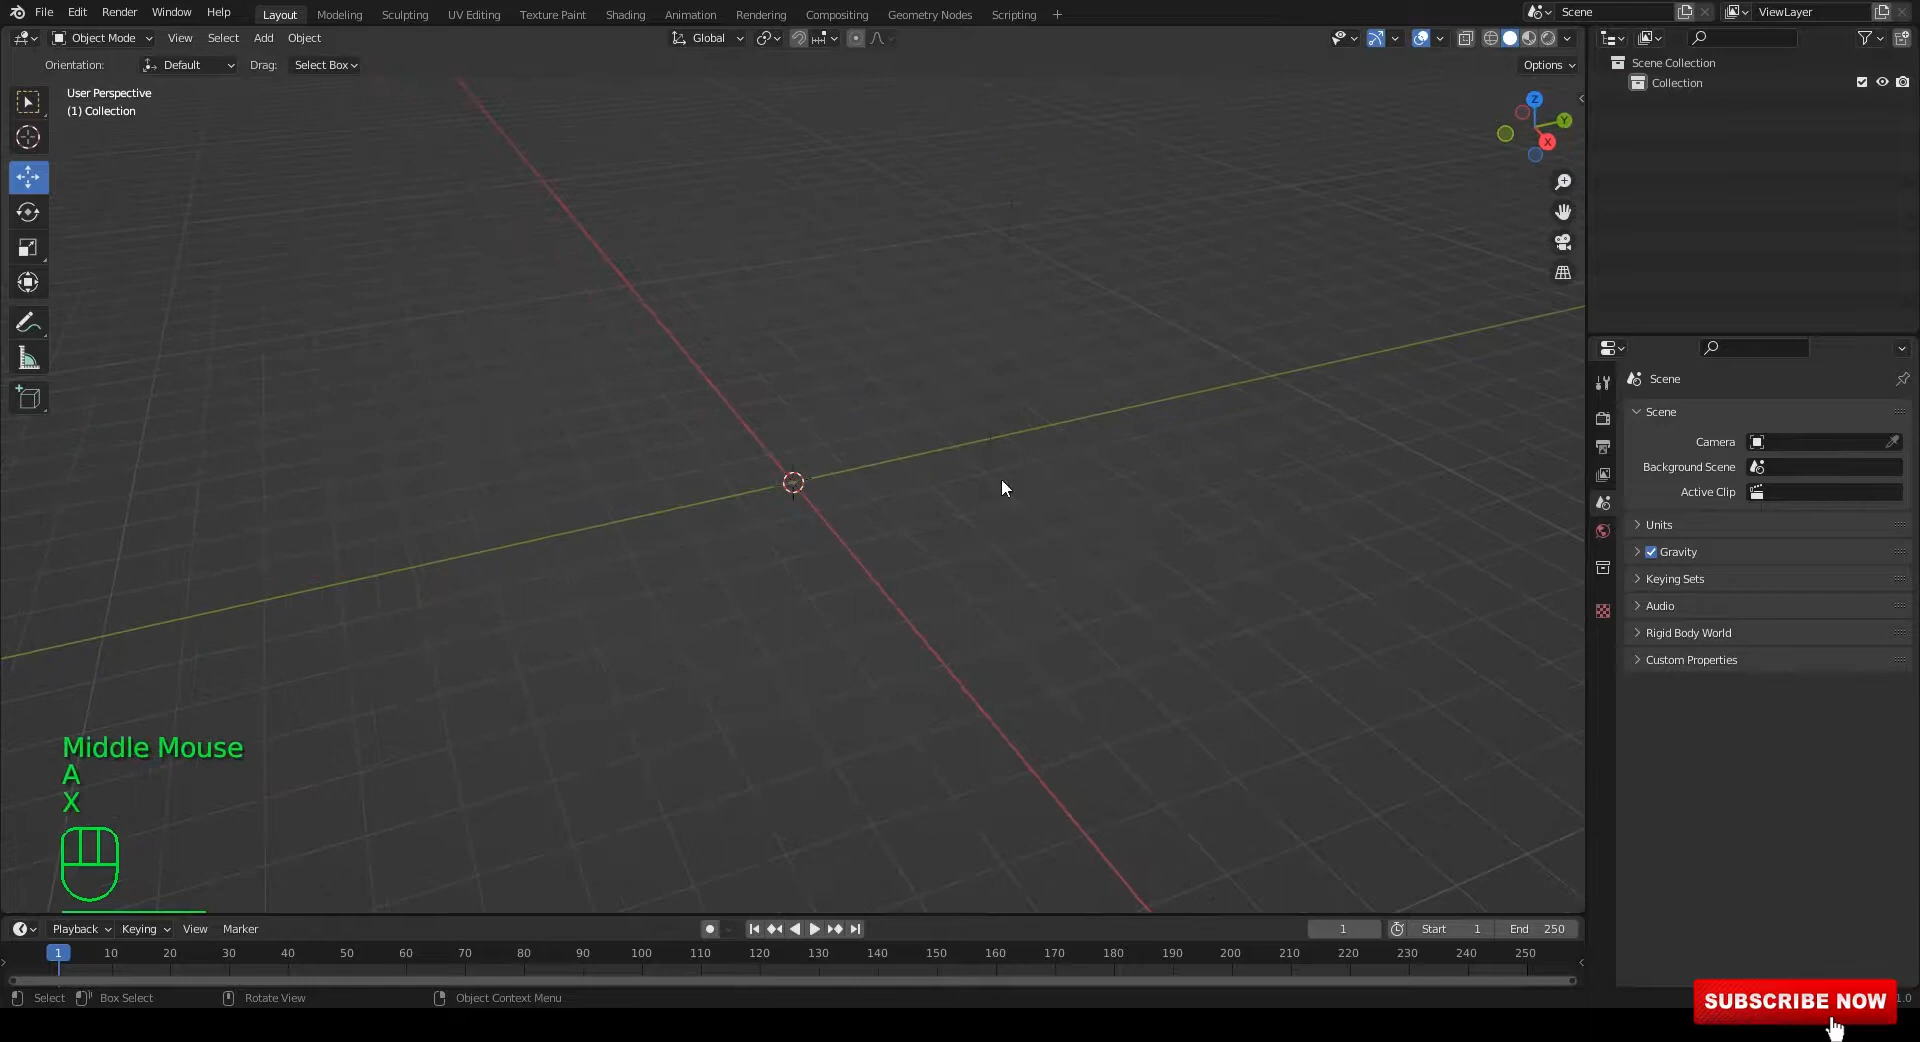 File Edit Render Window Help Layout Modeling Sculpting UV Editing Texture Paint Shading Animation Rendering Compositing Geometry Nodes Scripting + Scene ViewLayer
Object Mode View Select Add Object Global
Orientation: Default Drag: Select Box Options
User Perspective
(1) Collection
Z
Y
X
Scene Collection
Collection
Scene
Scene
Camera
Background Scene
Active Clip
Units
Gravity
Keying Sets
Audio
Rigid Body World
Custom Properties
Middle Mouse
A
X
Playback Keying View Marker 1 Start 1 End 250
1 10 20 30 40 50 60 70 80 90 100 110 120 130 140 150 160 170 180 190 200 210 220 230 240 250
Select Box Select Rotate View Object Context Menu
SUBSCRIBE NOW